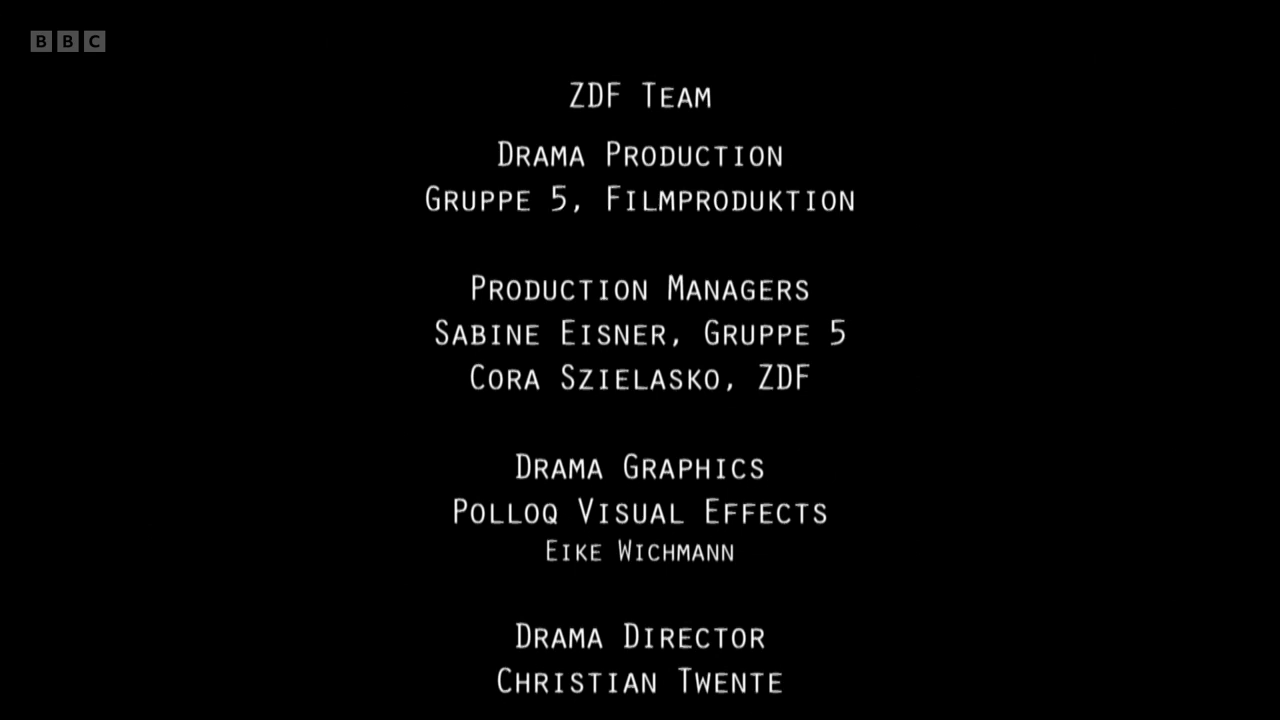 BBC
ZDF Team
Drama Production
Gruppe 5, Filmproduktion
Production Managers
Sabine Eisner, Gruppe 5
Cora Szielasko, ZDF
Drama Graphics
Polloq Visual Effects
Eike Wichmann
Drama Director
Christian Twente